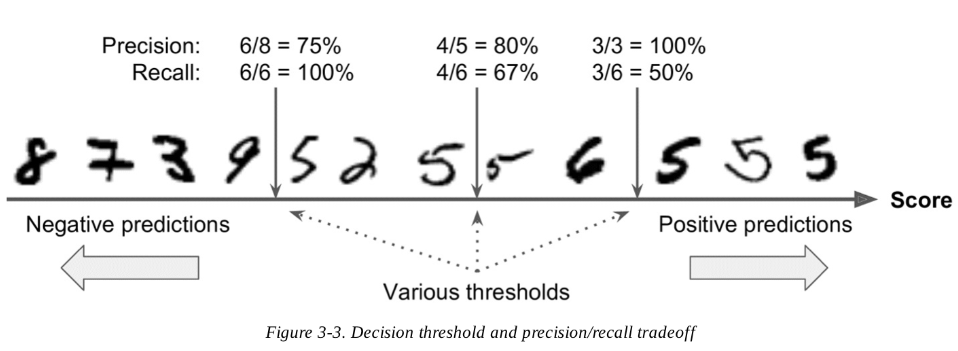 Precision: 6/8 = 75% 4/5 = 80% 3/3 = 100%
Recall: 6/6 = 100% 4/6 = 67% 3/6 = 50%
8 7 3 9 5 2 5 5 6 5 5 5
Score
Negative predictions Positive predictions
Various thresholds
Figure 3-3. Decision threshold and precision/recall tradeoff